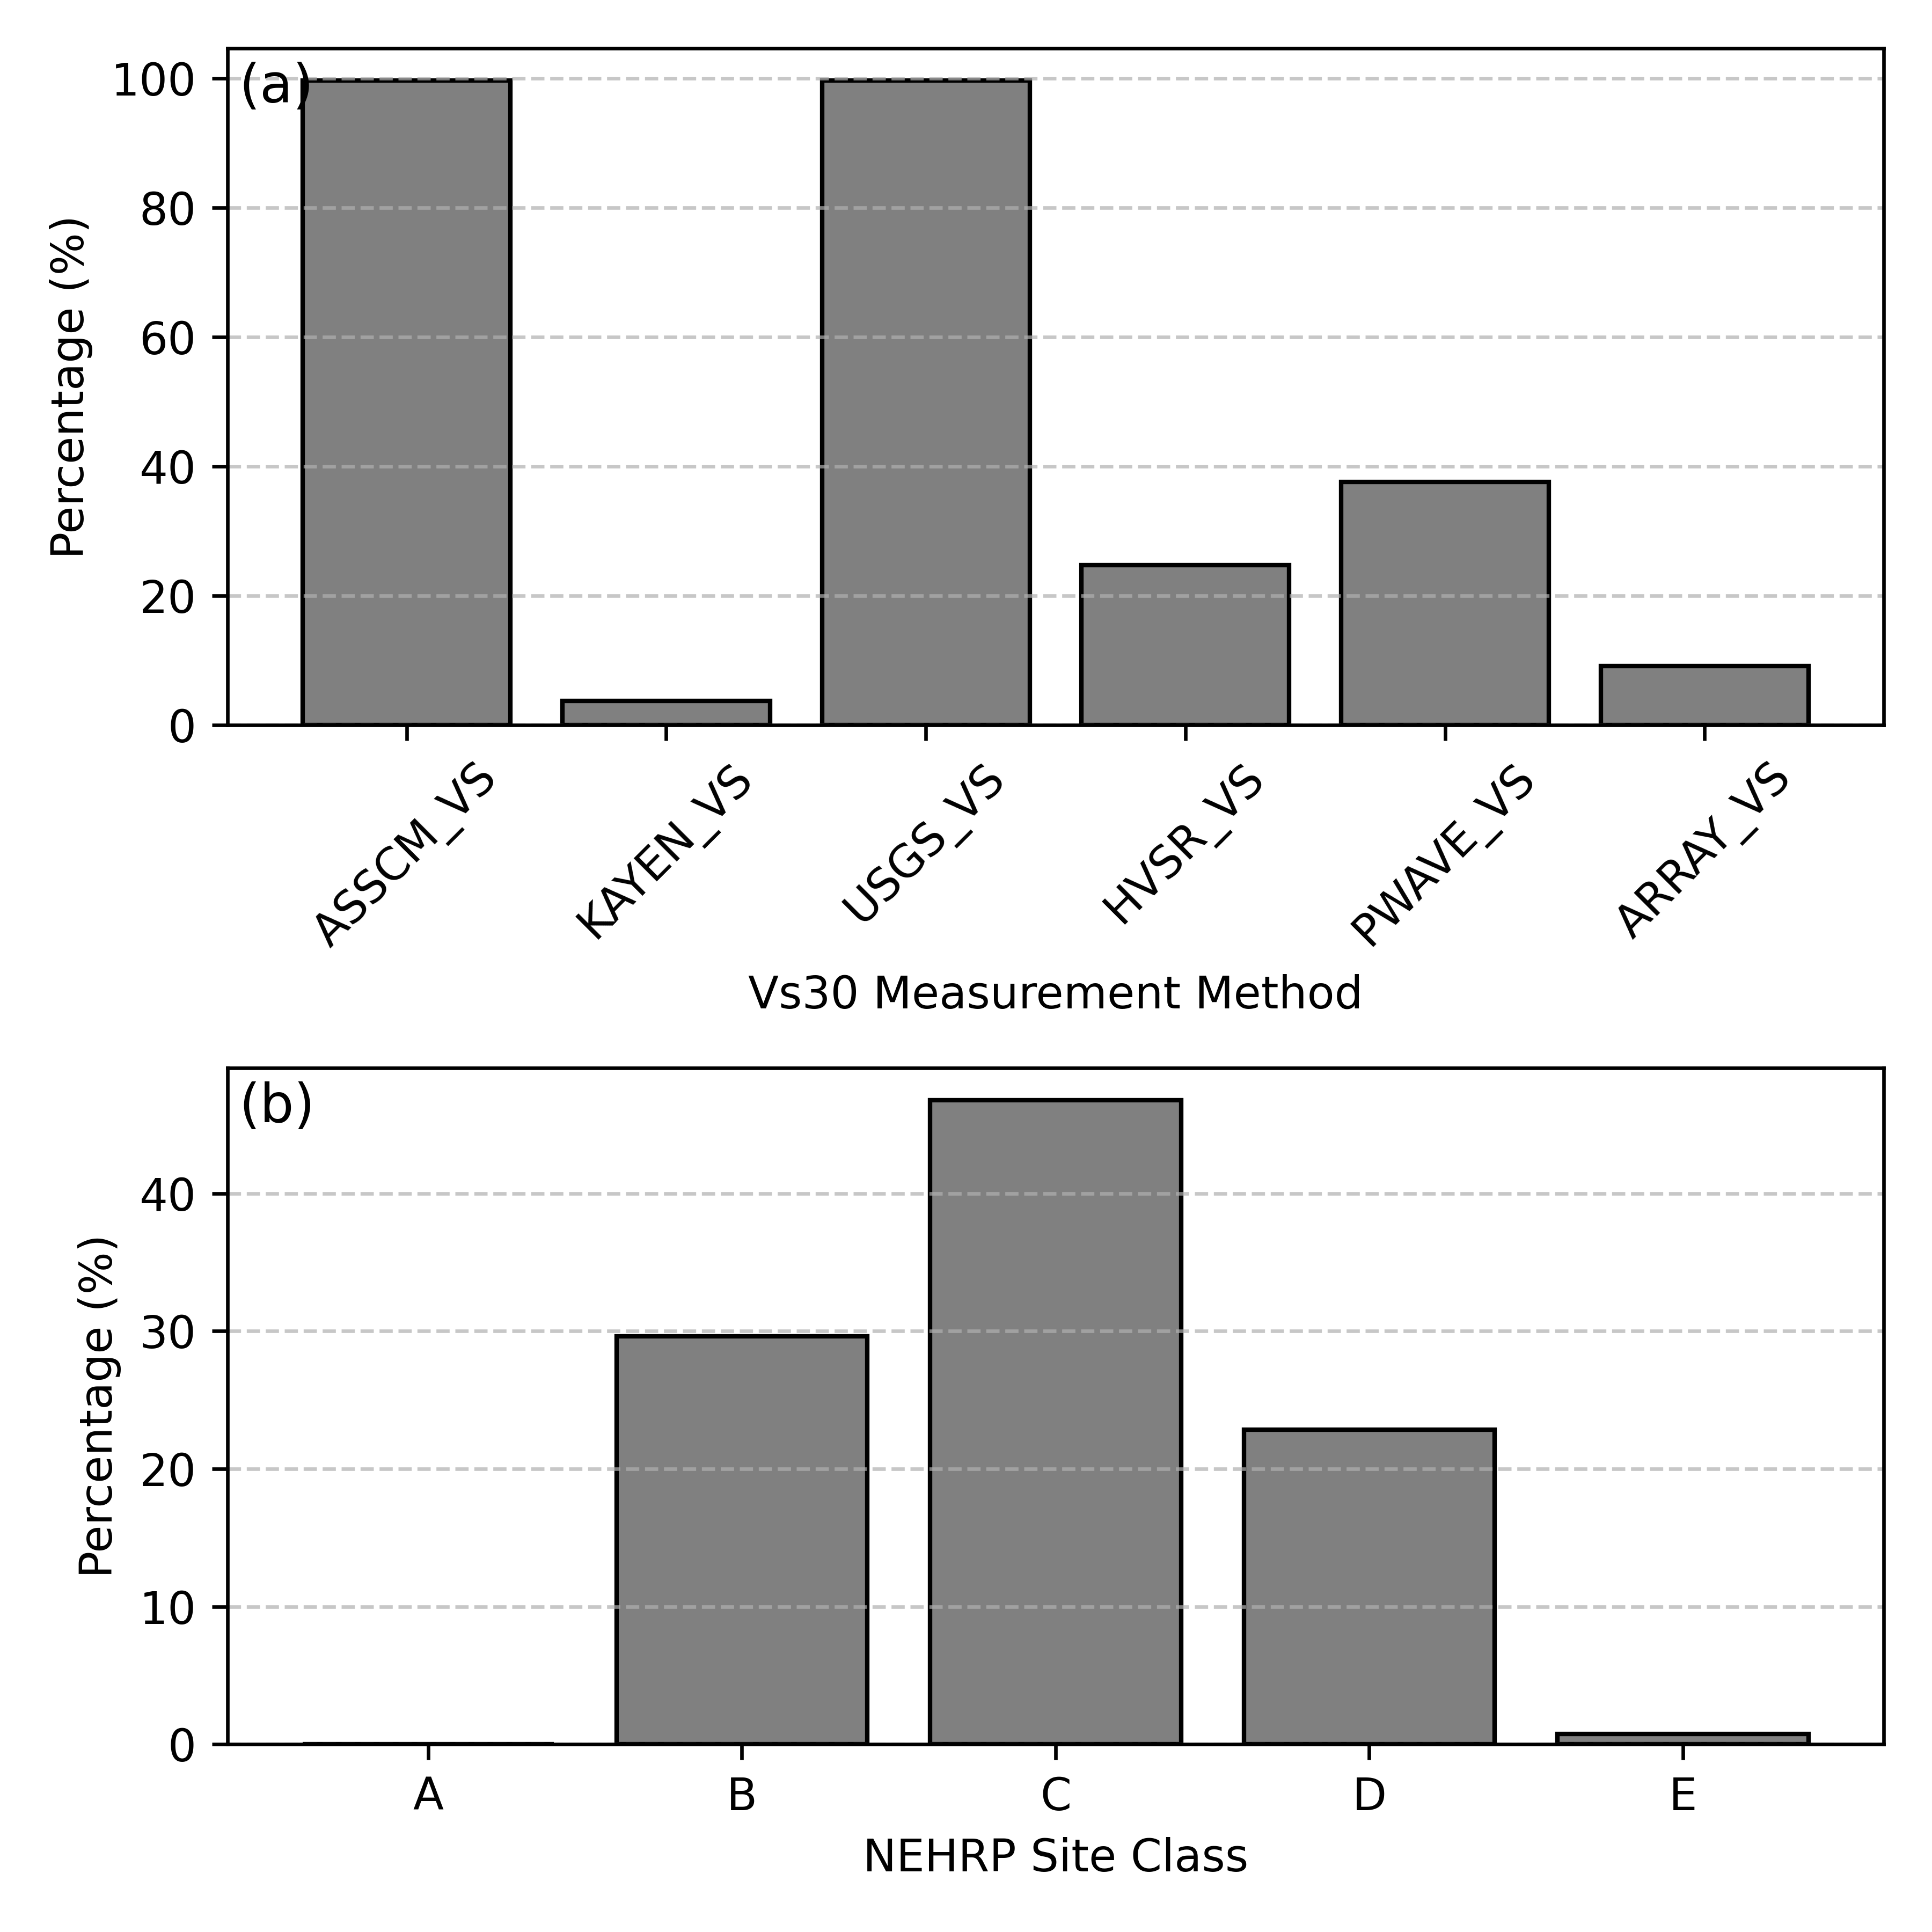 (a)
100
80
60
40
20
0
Percentage (%)
ASSCM_VS
KAYEN_VS
USGS_VS
HVSR_VS
PWAVE_VS
ARRAY_VS
Vs30 Measurement Method
(b)
40
30
20
10
0
Percentage (%)
A
B
C
D
E
NEHRP Site Class